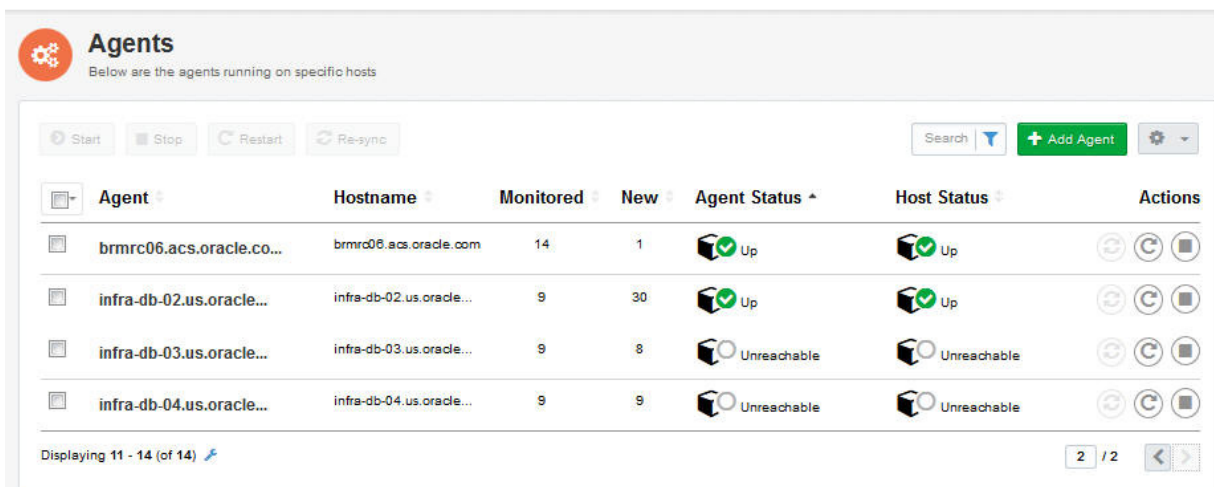 Agents
Below are the agents running on specific hosts
Start Stop Restart Re-sync Search Add Agent
Agent Hostname Monitored New Agent Status Host Status Actions
brmrc06.acs.oracle.co... brmrc06.acs.oracle.com 14 1 Up Up
infra-db-02.us.oracle... infra-db-02.us.oracle... 9 30 Up Up
infra-db-03.us.oracle... infra-db-03.us.oracle... 9 8 Unreachable Unreachable
infra-db-04.us.oracle... infra-db-04.us.oracle... 9 9 Unreachable Unreachable
Displaying 11 - 14 (of 14) 2 / 2